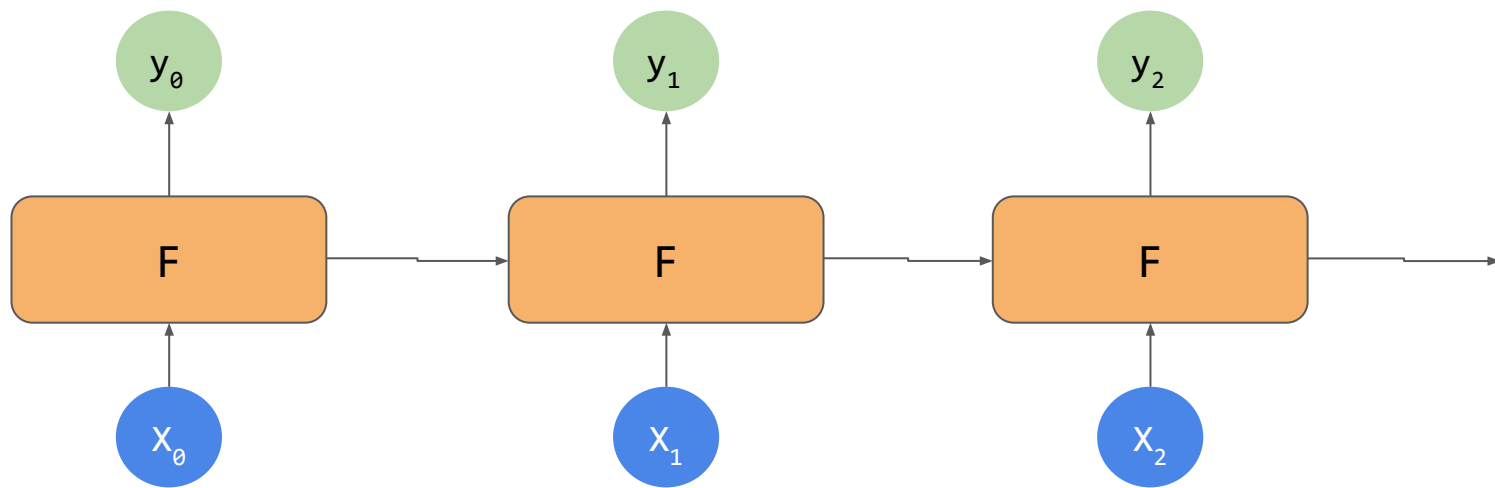 y₀ y₁ y₂
F F F
X₀ X₁ X₂